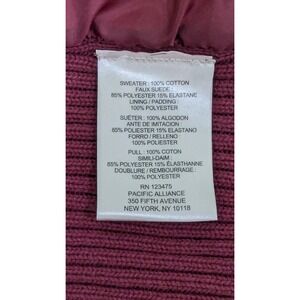 SWEATER : 100% COTTON
FAUX SUEDE :
85% POLYESTER 15% ELASTANE
LINING / PADDING :
100% POLYESTER
SUÉTER : 100% ALGODON
ANTE DE IMITACION
85% POLIESTER 15% ELASTANO
FORRO / RELLENO
100% POLIESTER
PULL : 100% COTON
SIMILI-DAIM :
85% POLYESTER 15% ÉLASTHANNE
DOUBLURE / REMBOURRAGE :
100% POLYESTER
RN 123475
PACIFIC ALLIANCE
350 FIFTH AVENUE
NEW YORK, NY 10118